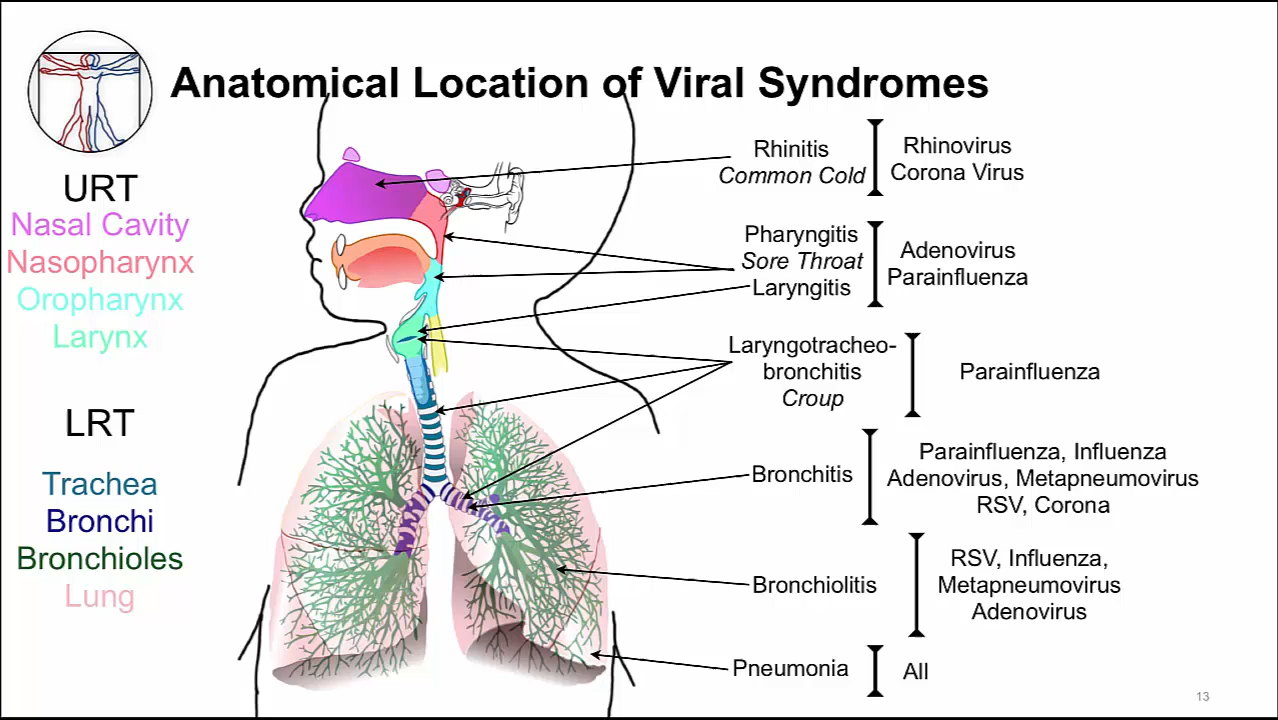 Anatomical Location of Viral Syndromes
URT
Nasal Cavity
Nasopharynx
Oropharynx
Larynx
LRT
Trachea
Bronchi
Bronchioles
Lung
Rhinitis
Common Cold
Rhinovirus
Corona Virus
Pharyngitis
Sore Throat
Laryngitis
Adenovirus
Parainfluenza
Laryngotracheo-
bronchitis
Croup
Parainfluenza
Bronchitis
Parainfluenza, Influenza
Adenovirus, Metapneumovirus
RSV, Corona
Bronchiolitis
RSV, Influenza,
Metapneumovirus
Adenovirus
Pneumonia
All
13